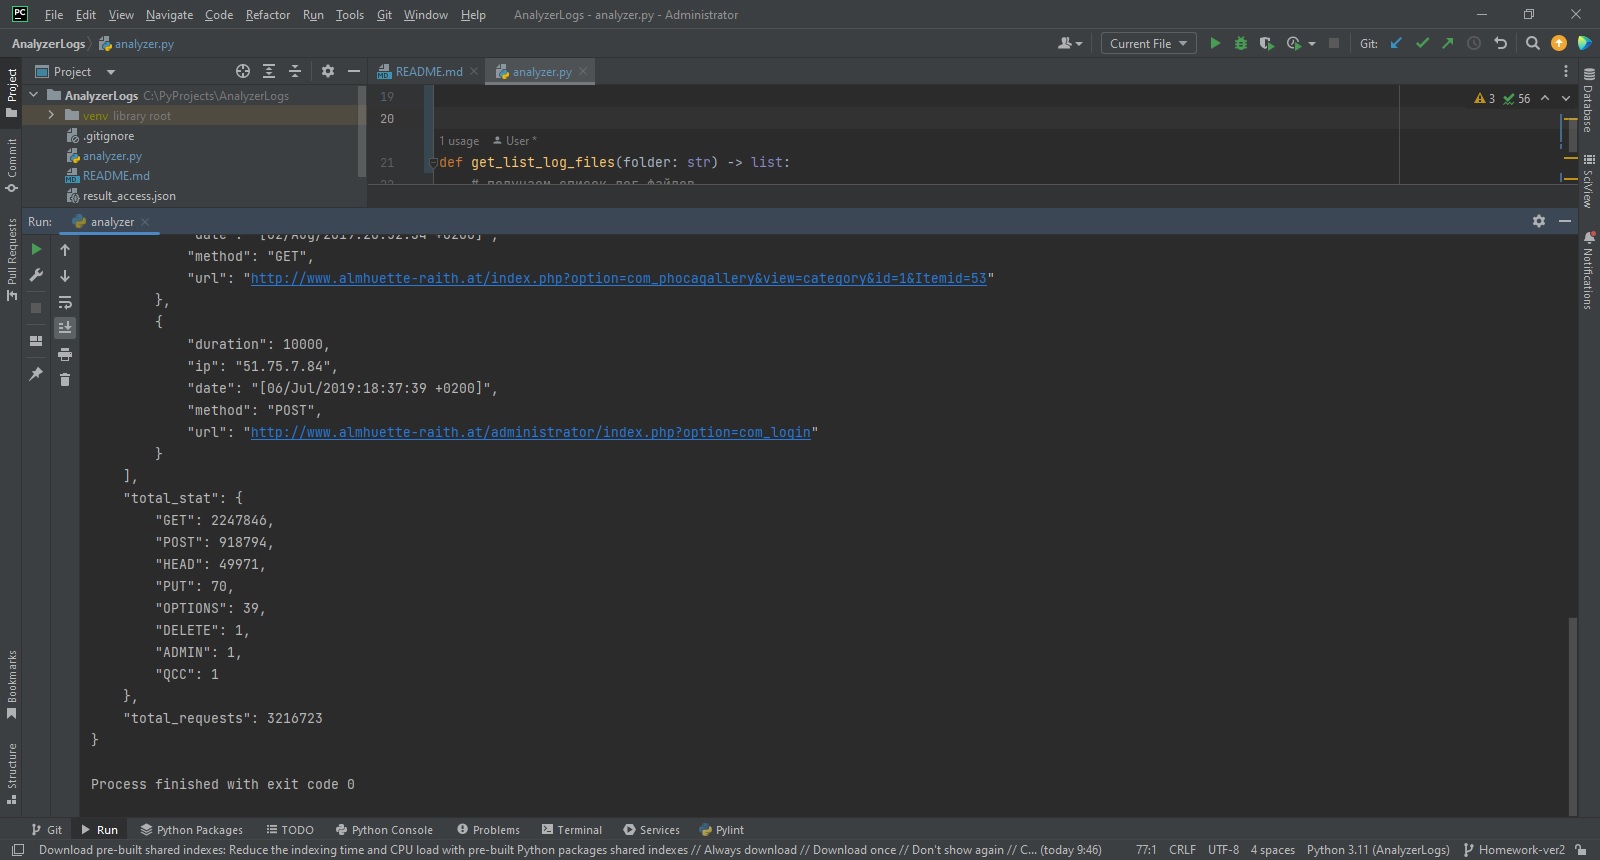 File Edit View Navigate Code Refactor Run Tools Git Window Help AnalyzerLogs - analyzer.py - Administrator
AnalyzerLogs analyzer.py Current File Git:
Project README.md analyzer.py
AnalyzerLogs C:\PyProjects\AnalyzerLogs
venv library root
.gitignore
analyzer.py
README.md
result_access.json
19
20
1 usage User *
21 def get_list_log_files(folder: str) -> list:
3 56
Run: analyzer
"method": "GET",
"url": "http://www.almhuette-raith.at/index.php?option=com_phocagallery&view=category&id=1&Itemid=53"
},
{
"duration": 10000,
"ip": "51.75.7.84",
"date": "[06/Jul/2019:18:37:39 +0200]",
"method": "POST",
"url": "http://www.almhuette-raith.at/administrator/index.php?option=com_login"
}
],
"total_stat": {
"GET": 2247846,
"POST": 918794,
"HEAD": 49971,
"PUT": 70,
"OPTIONS": 39,
"DELETE": 1,
"ADMIN": 1,
"QCC": 1
},
"total_requests": 3216723
}
Process finished with exit code 0
Project
Commit
Pull Requests
Bookmarks
Structure
Database
SciView
Notifications
Git Run Python Packages TODO Python Console Problems Terminal Services Pylint
Download pre-built shared indexes: Reduce the indexing time and CPU load with pre-built Python packages shared indexes // Always download // Download once // Don't show again // C... (today 9:46) 77:1 CRLF UTF-8 4 spaces Python 3.11 (AnalyzerLogs) Homework-ver2